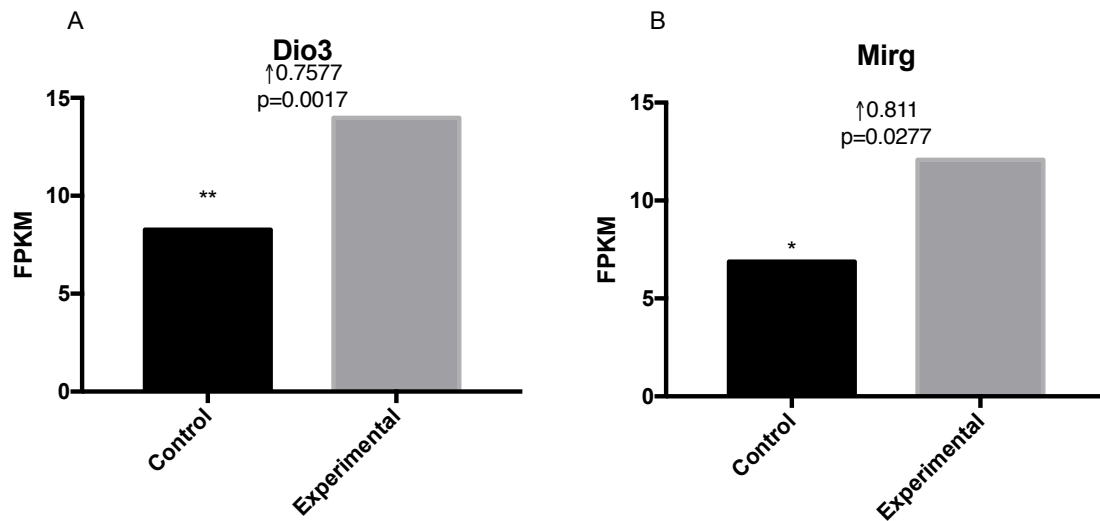 A
Dio3
↑0.7577
p=0.0017
15
10
5
0
FPKM
**
Control
Experimental
B
Mirg
↑0.811
p=0.0277
15
10
5
0
FPKM
*
Control
Experimental